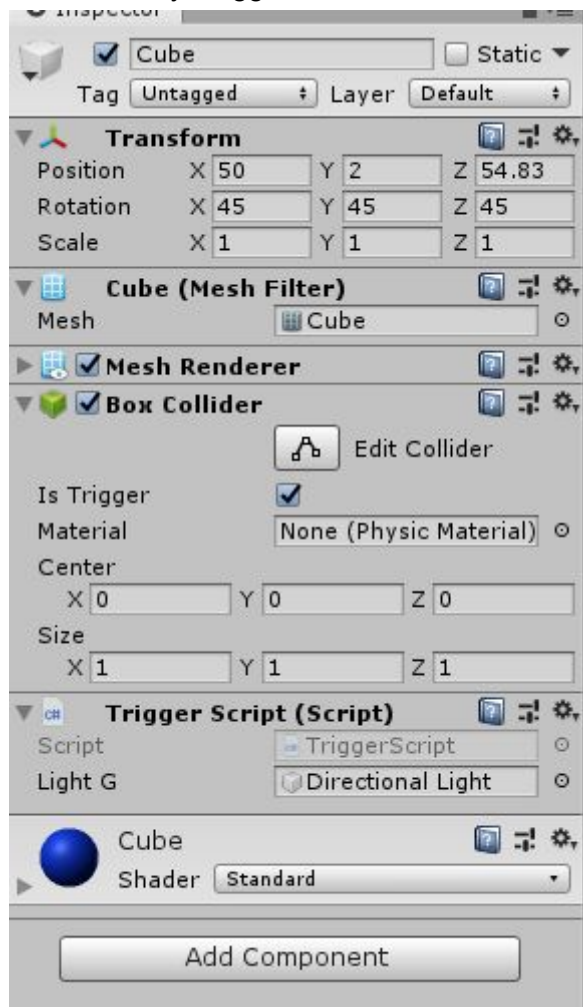 Inspector
Cube Static
Tag Untagged Layer Default
Transform
Position X 50 Y 2 Z 54.83
Rotation X 45 Y 45 Z 45
Scale X 1 Y 1 Z 1
Cube (Mesh Filter)
Mesh Cube
Mesh Renderer
Box Collider
Edit Collider
Is Trigger
Material None (Physic Material)
Center
X 0 Y 0 Z 0
Size
X 1 Y 1 Z 1
c# Trigger Script (Script)
Script TriggerScript
Light G Directional Light
Cube
Shader Standard
Add Component